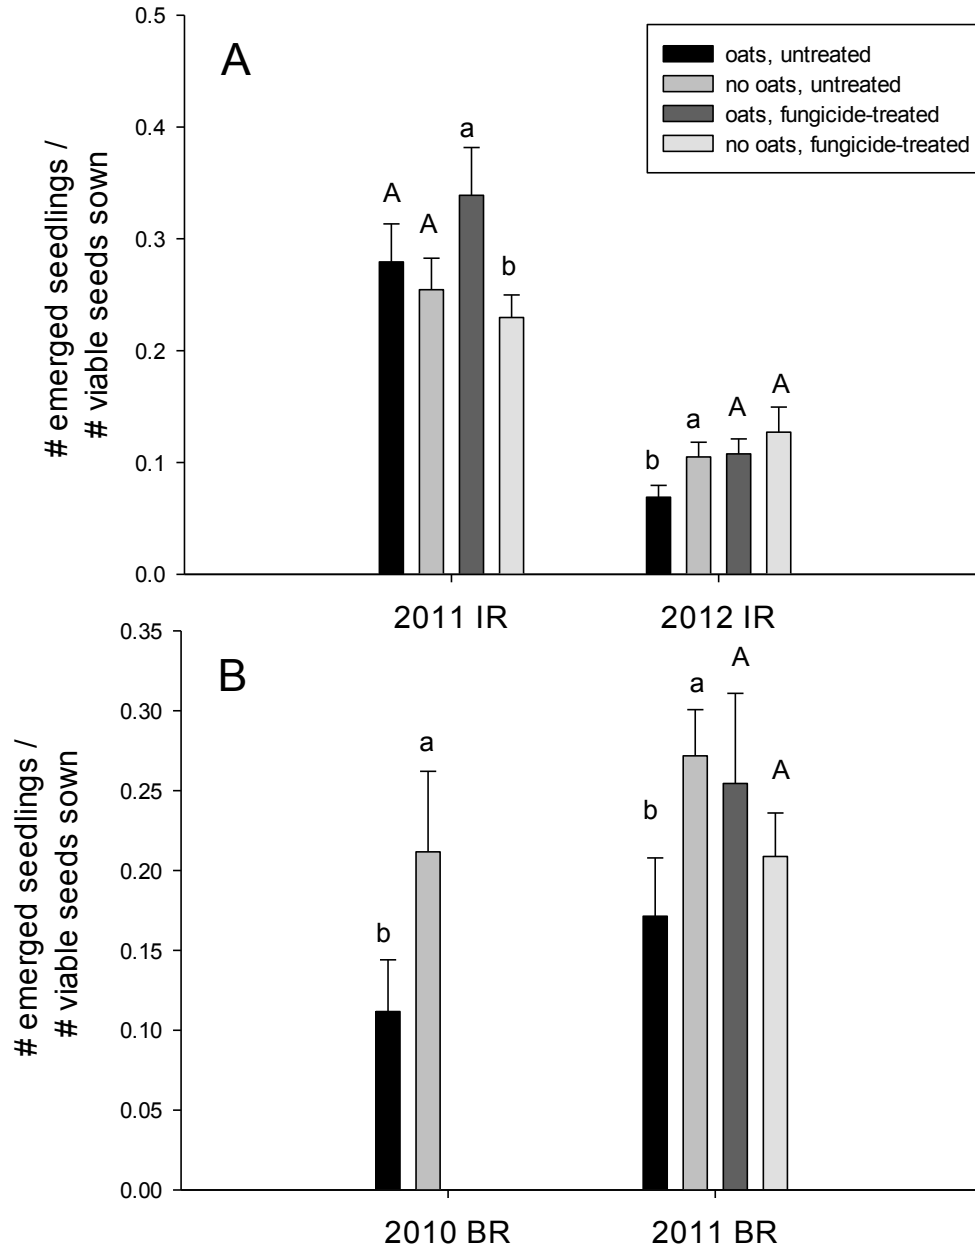 0.5
A
oats, untreated
no oats, untreated
oats, fungicide-treated
no oats, fungicide-treated
0.4
0.3
0.2
0.1
0.0
# emerged seedlings /
# viable seeds sown
A
A
a
b
b
a
A
A
2011 IR
2012 IR
0.35
B
0.30
0.25
0.20
0.15
0.10
0.05
0.00
# emerged seedlings /
# viable seeds sown
b
a
b
a
A
A
2010 BR
2011 BR